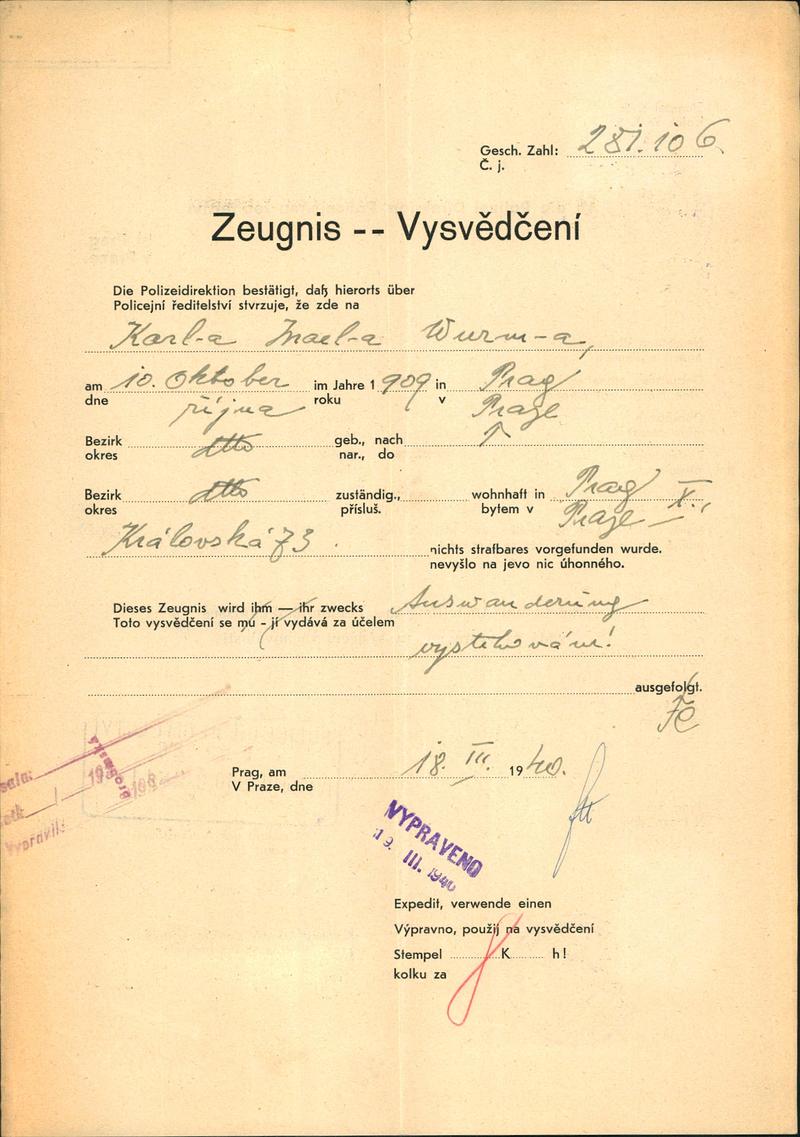 Gesch. Zahl: 281.106.
Č. j.
Zeugnis -- Vysvědčení
Die Polizeidirektion bestätigt, daß hierorts über
Policejní ředitelství stvrzuje, že zde na
Karl-a Israel-a Wurm-a,
am 10. Oktober im Jahre 1909 in Prag
dne října roku v Praze
Bezirk dtto geb., nach
okres nar., do
Bezirk dtto zuständig., wohnhaft in Prag X.,
okres přísluš. bytem v Praze
Královská 73. nichts strafbares vorgefunden wurde.
nevyšlo na jevo nic úhonného.
Dieses Zeugnis wird ihm — ihr zwecks Auswanderung
Toto vysvědčení se mu - jí vydává za účelem
vystěhování!
ausgefolgt.
Prag, am 18. III. 1940.
V Praze, dne
VYPRAVENO
19. III. 1940
Vypravil:
Expedit, verwende einen
Výpravno, použij na vysvědčení
Stempel K h!
kolku za